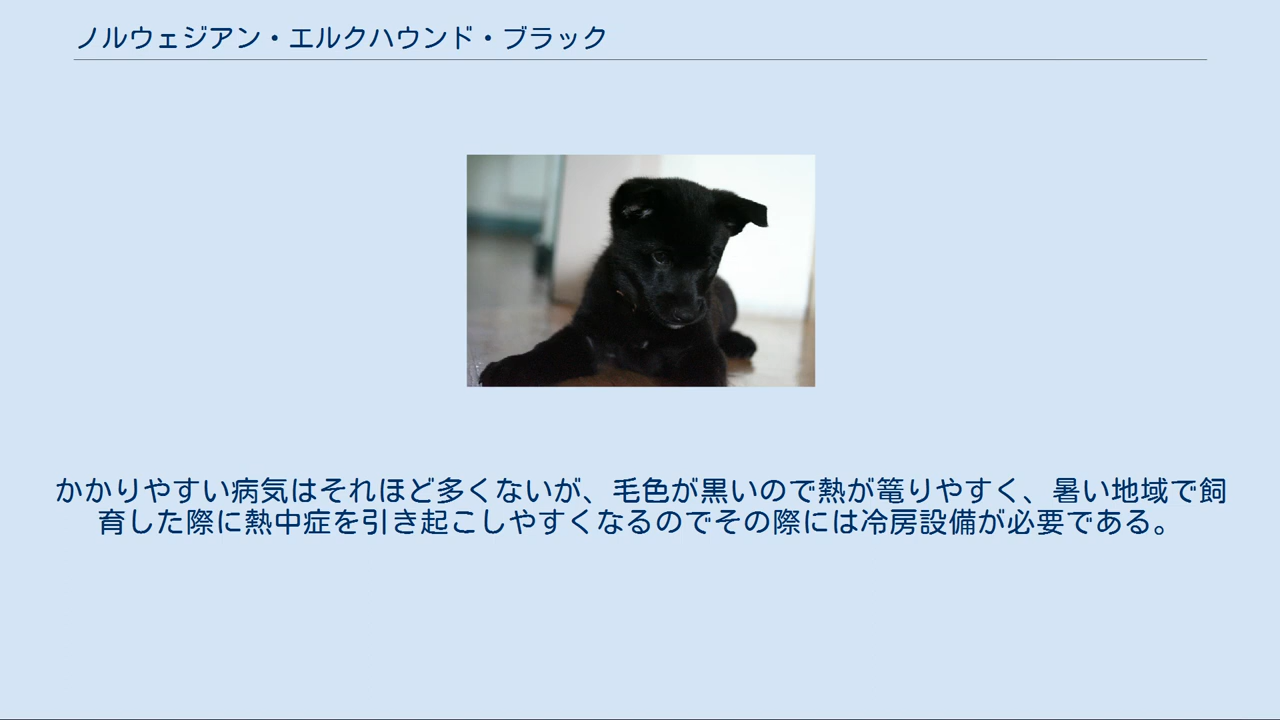 ノルウェジアン・エルクハウンド・ブラック
かかりやすい病気はそれほど多くないが、毛色が黒いので熱が篭りやすく、暑い地域で飼
育した際に熱中症を引き起こしやすくなるのでその際には冷房設備が必要である。